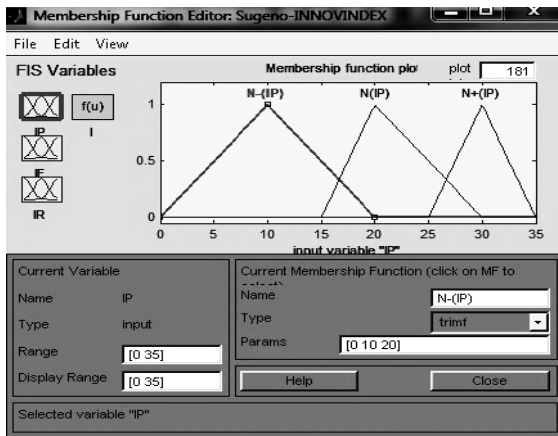 Membership Function Editor: Sugeno-INNOVINDEX
File Edit View
FIS Variables
Membership function plot plot 181
IP
f(u)
I
IF
IR
N-(IP) N(IP) N+(IP)
1
0.5
0
0 5 10 15 20 25 30 35
input variable "IP"
Current Variable
Name IP
Type input
Range [0 35]
Display Range [0 35]
Current Membership Function (click on MF to
select)
Name N-(IP)
Type trimf
Params [0 10 20]
Help Close
Selected variable "IP"